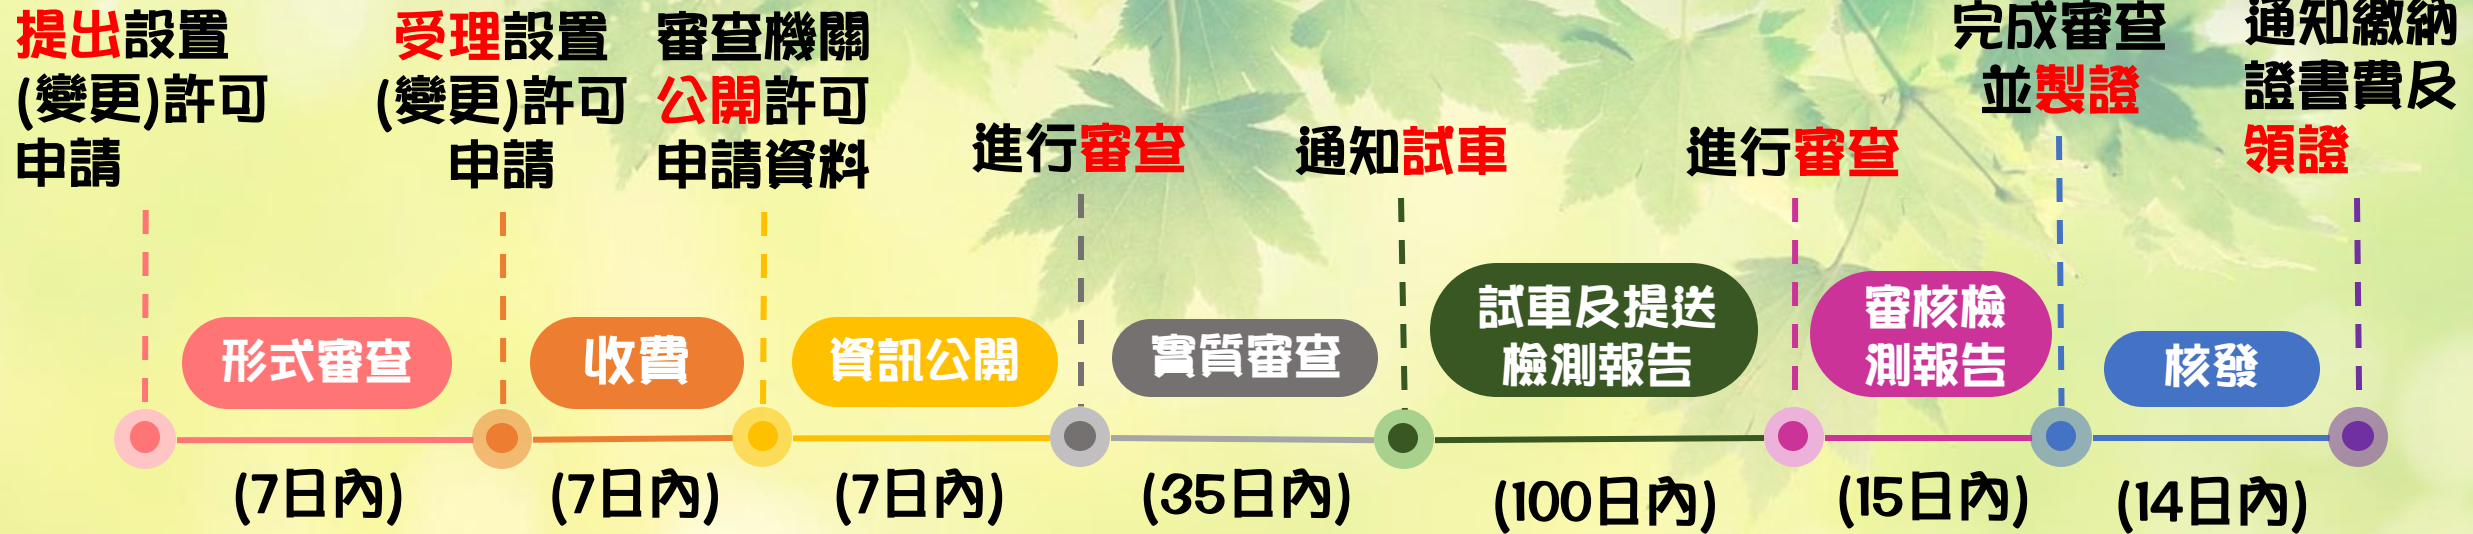 提出設置
(變更)許可
申請
受理設置
(變更)許可
申請
審查機關
公開許可
申請資料
進行審查
通知試車
進行審查
完成審查
並製證
通知繳納
證書費及
領證
形式審查
收費
資訊公開
實質審查
試車及提送
檢測報告
審核檢
測報告
核發
(7日內)
(7日內)
(7日內)
(35日內)
(100日內)
(15日內)
(14日內)